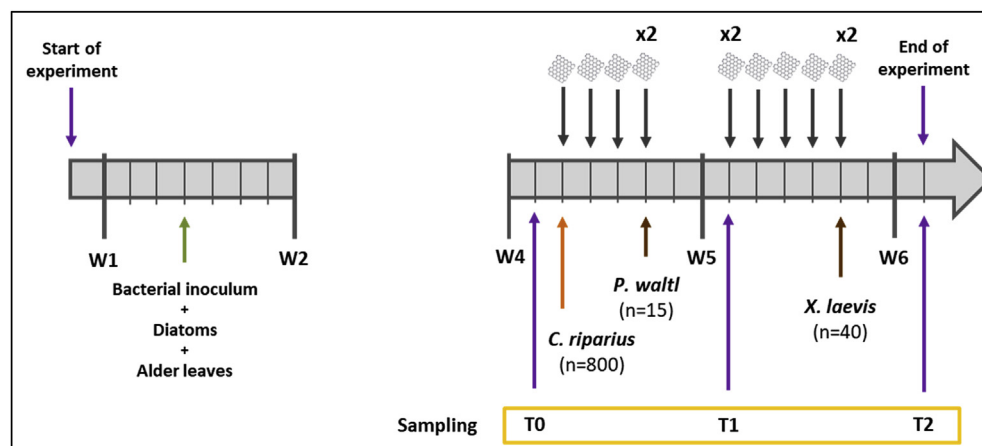 Start of
experiment
x2
x2
x2
End of
experiment
W1
W2
W4
W5
W6
Bacterial inoculum
+
Diatoms
+
Alder leaves
C. riparius
(n=800)
P. waltl
(n=15)
X. laevis
(n=40)
Sampling
T0
T1
T2